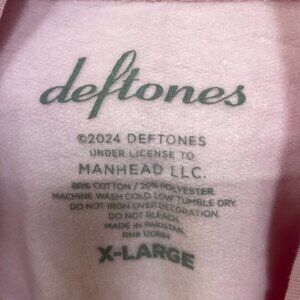 deftones
©2024 DEFTONES
UNDER LICENSE TO
MANHEAD LLC.
80% COTTON / 20% POLYESTER.
MACHINE WASH COLD. LOW TUMBLE DRY.
DO NOT IRON OVER DECORATION.
DO NOT BLEACH.
MADE IN PAKISTAN.
RN#
X-LARGE